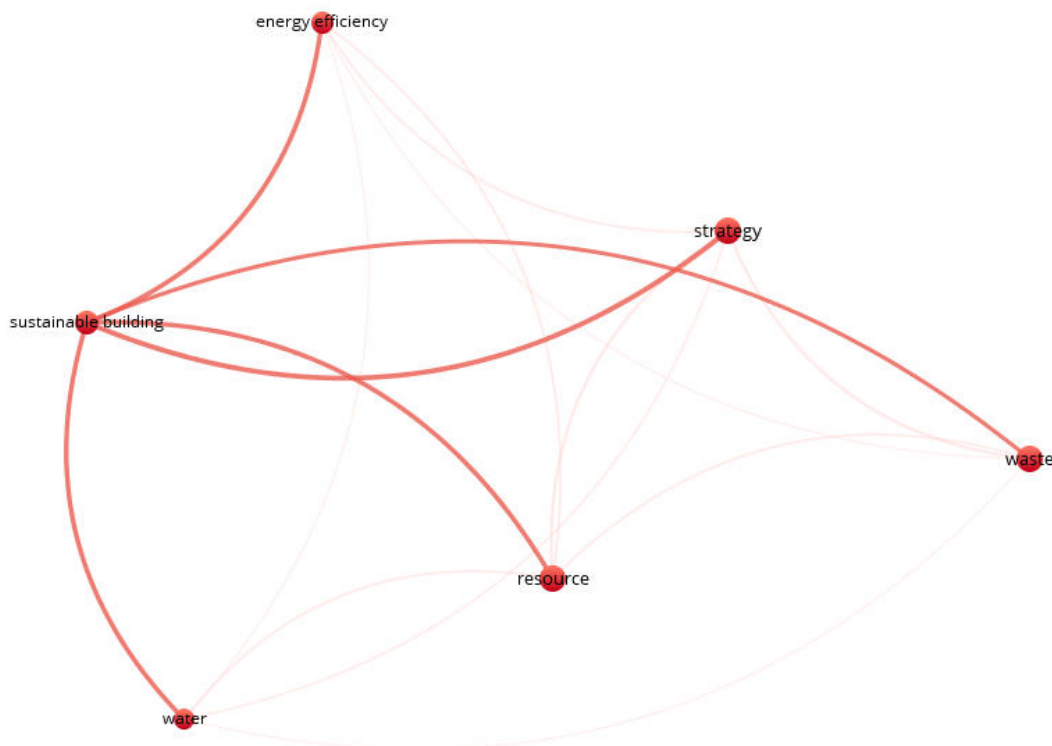 energy efficiency
strategy
sustainable building
waste
resource
water